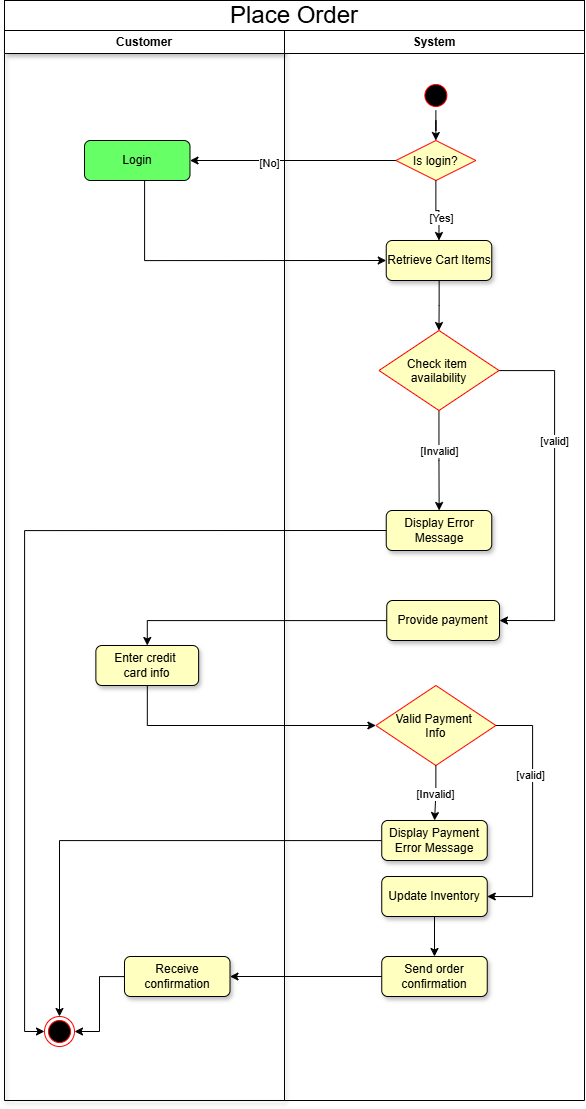 Place Order
Customer
System
Login
[No]
Is login?
[Yes]
Retrieve Cart Items
Check item
availability
[Invalid]
[valid]
Display Error
Message
Provide payment
Enter credit
card info
Valid Payment
Info
[Invalid]
[valid]
Display Payment
Error Message
Update Inventory
Receive
confirmation
Send order
confirmation